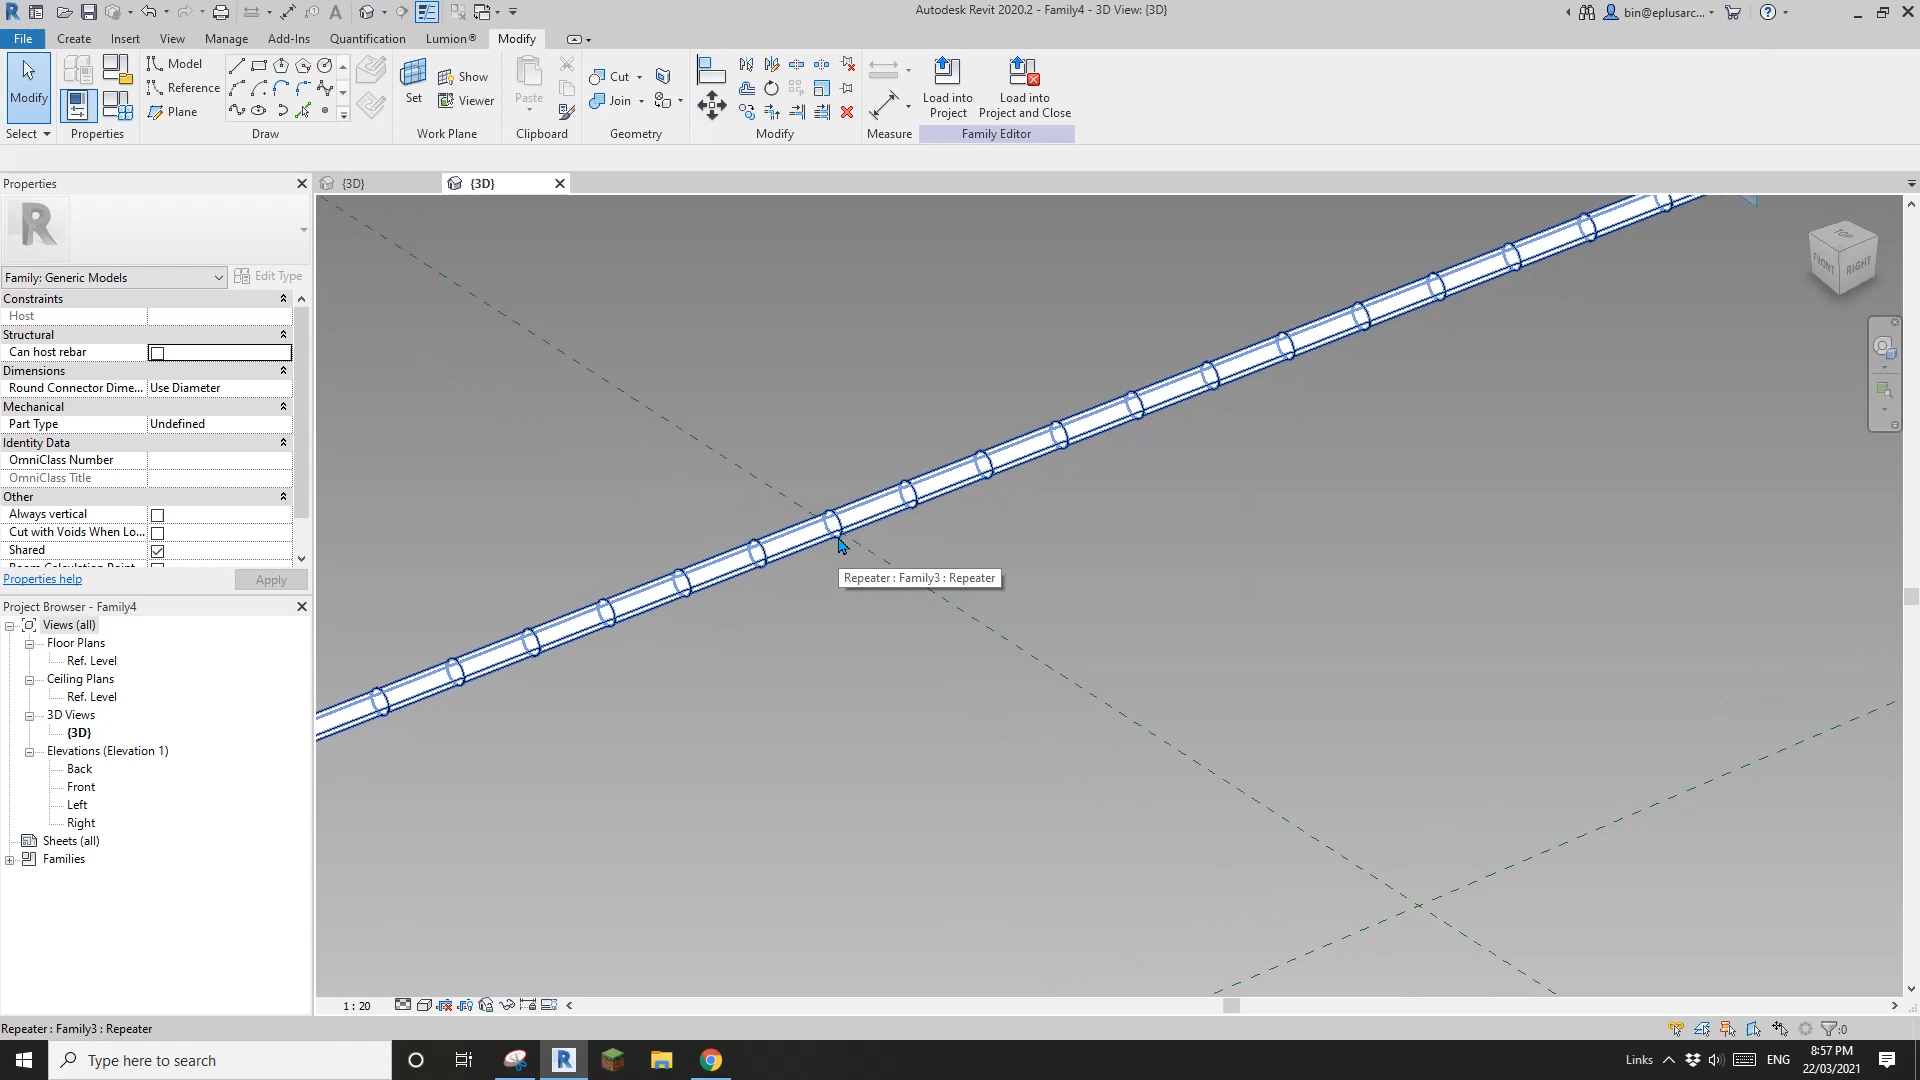 Autodesk Revit 2020.2 - Family4 - 3D View: {3D}
bin@eplusarc...
File Create Insert View Manage Add-Ins Quantification Lumion® Modify
Modify
Model
Reference
Plane
Set
Show
Viewer
Paste
Cut
Join
Load into
Project
Load into
Project and Close
Select Properties Draw Work Plane Clipboard Geometry Modify Measure Family Editor
Properties
{3D}
{3D}
R
Family: Generic Models
Edit Type
Constraints
Host
Structural
Can host rebar
Dimensions
Round Connector Dime... Use Diameter
Mechanical
Part Type Undefined
Identity Data
OmniClass Number
OmniClass Title
Other
Always vertical
Cut with Voids When Lo...
Shared
Properties help
Apply
Project Browser - Family4
Views (all)
Floor Plans
Ref. Level
Ceiling Plans
Ref. Level
3D Views
{3D}
Elevations (Elevation 1)
Back
Front
Left
Right
Sheets (all)
Families
TOP
FRONT
RIGHT
Repeater : Family3 : Repeater
1 : 20
Repeater : Family3 : Repeater
:0
Type here to search
Links
ENG
8:57 PM
22/03/2021